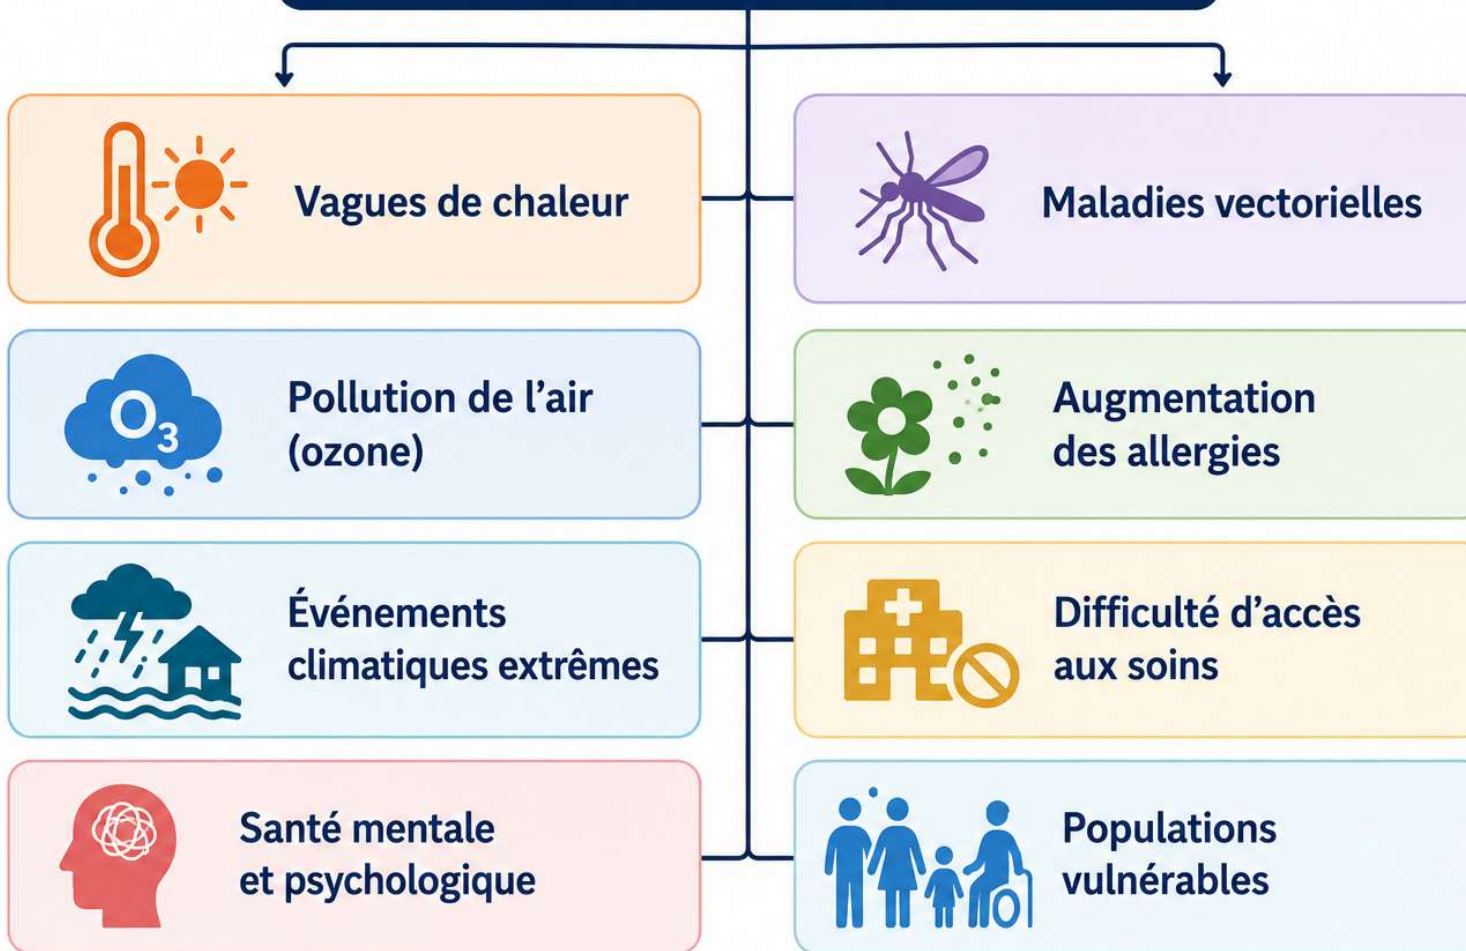 Vagues de chaleur
Maladies vectorielles
O3
Pollution de l’air
(ozone)
Augmentation
des allergies
Événements
climatiques extrêmes
Difficulté d’accès
aux soins
Santé mentale
et psychologique
Populations
vulnérables